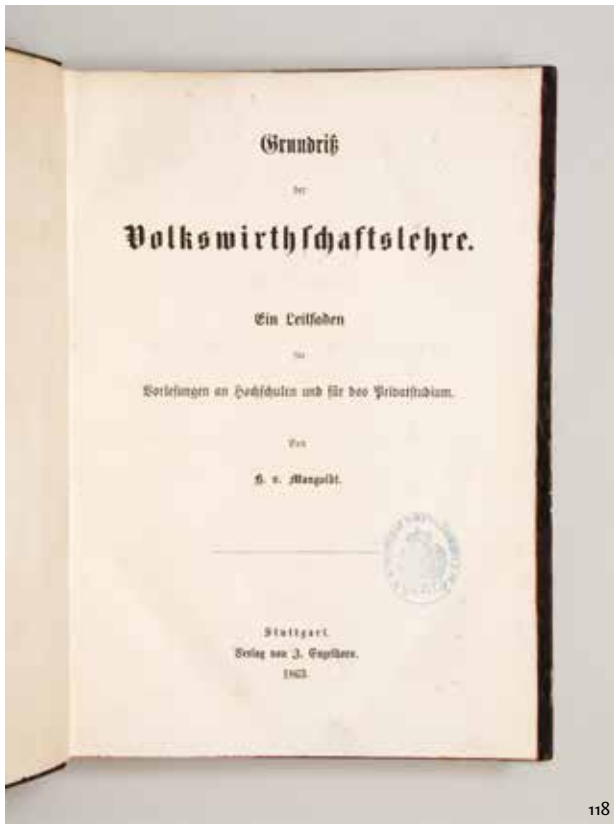 Grundriß
der
Volkswirthschaftslehre.
Ein Leitfaden
für
Vorlesungen an Hochschulen und für das Privatstudium.
Von
H. v. Mangoldt.
Stuttgart.
Verlag von J. Engelhorn.
1863.
118